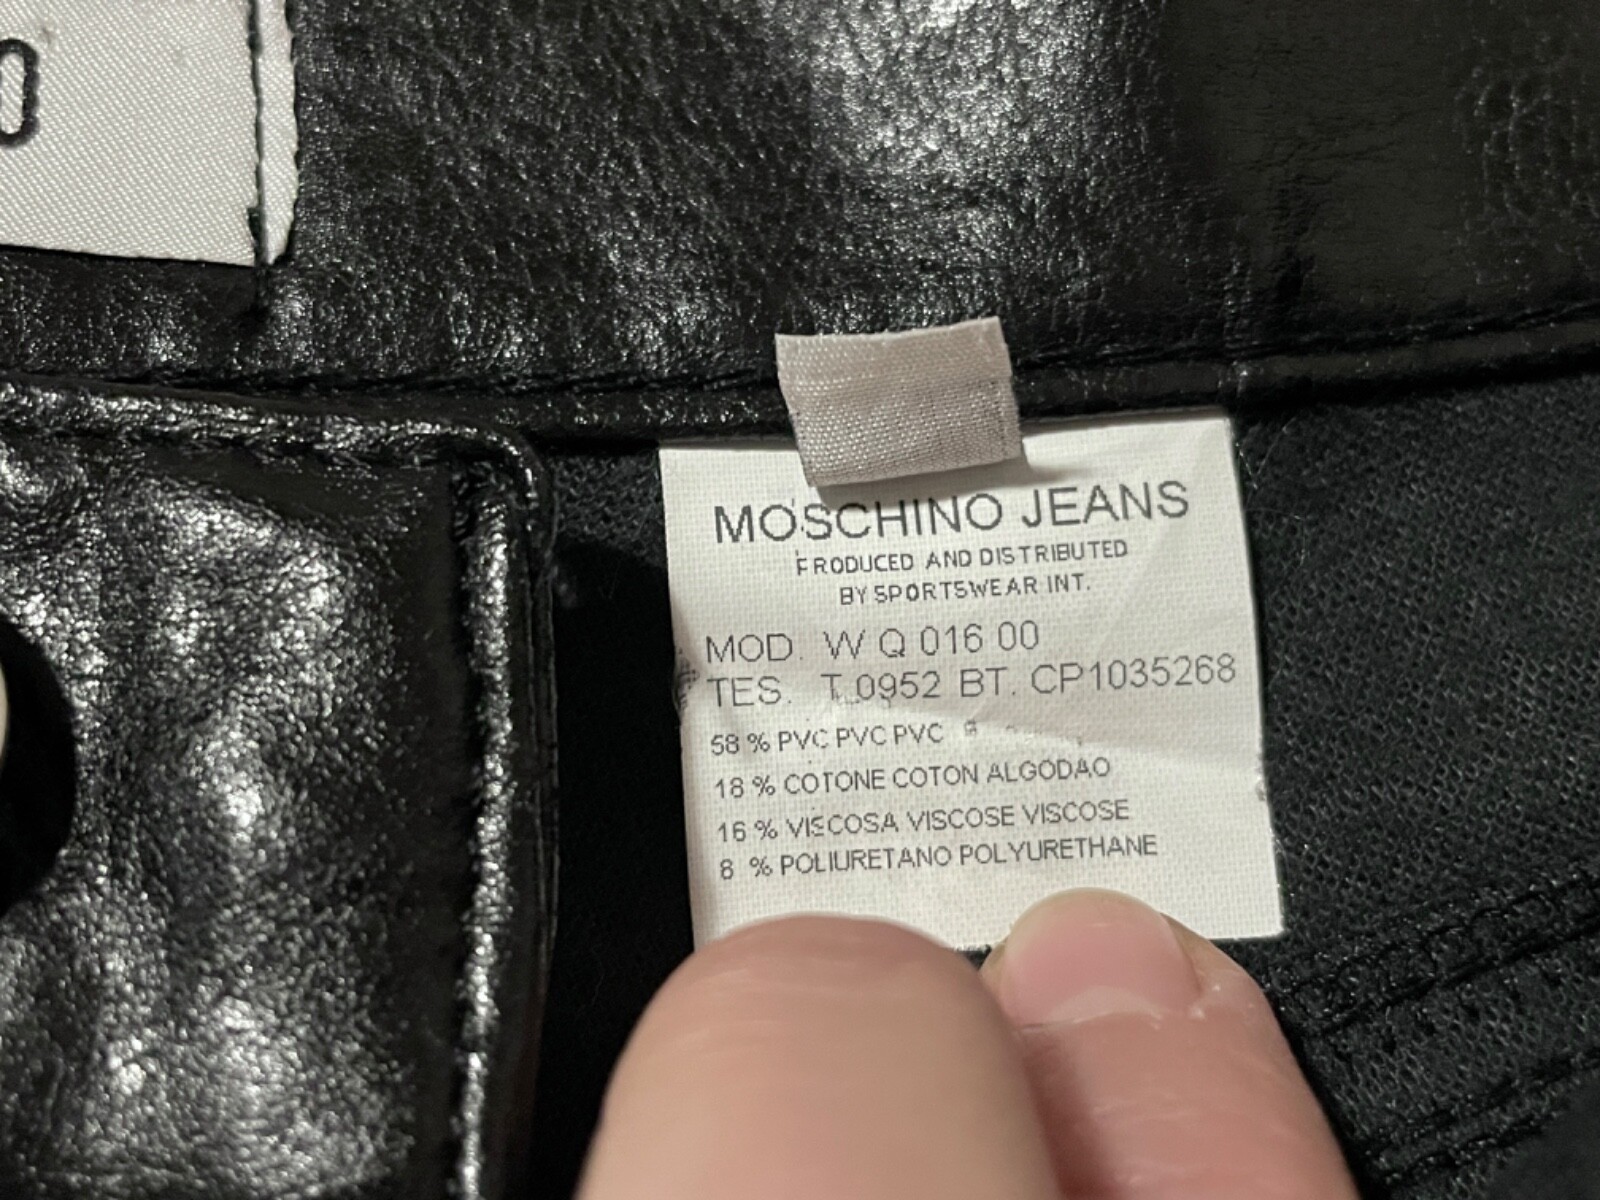 O
MOSCHINO JEANS
PRODUCED AND DISTRIBUTED
BY SPORTSWEAR INT.
MOD. W Q 016 00
TES. T.0952 BT. CP1035268
58 % PVC PVC PVC
18 % COTONE COTON ALGODAO
16 % VISCOSA VISCOSE VISCOSE
8 % POLIURETANO POLYURETHANE